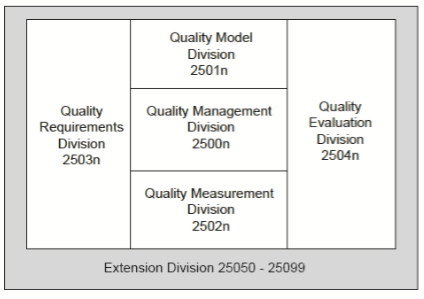 Quality
Requirements
Division
2503n
Quality Model
Division
2501n
Quality Management
Division
2500n
Quality Measurement
Division
2502n
Quality
Evaluation
Division
2504n
Extension Division 25050 - 25099